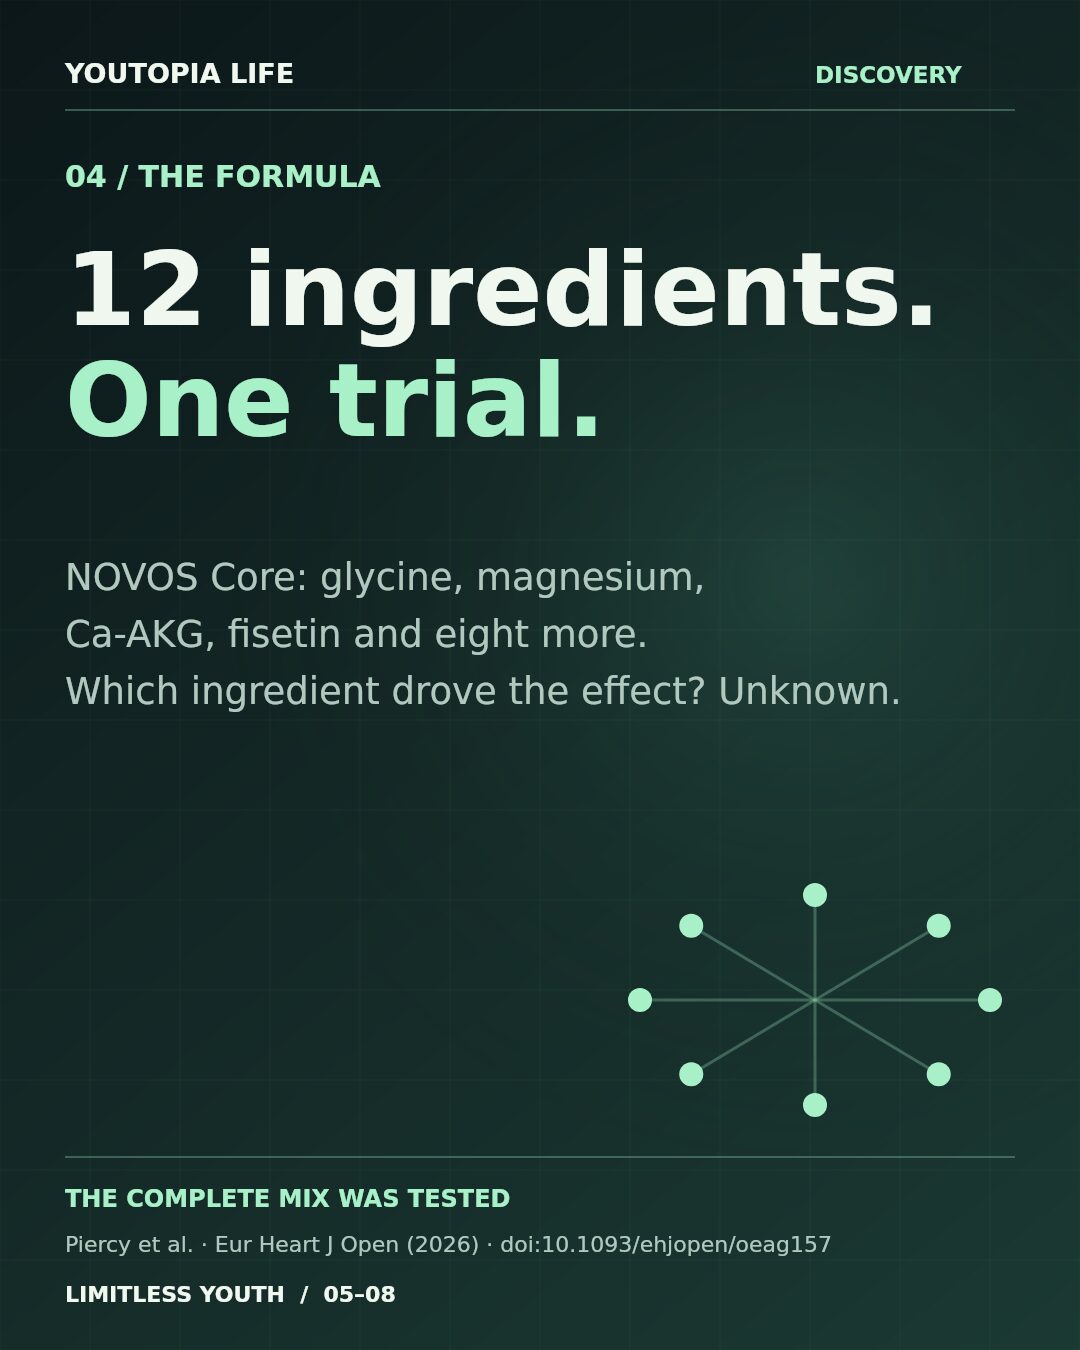 YOUTOPIA LIFE
DISCOVERY
04 / THE FORMULA
12 ingredients.
One trial.
NOVOS Core: glycine, magnesium,
Ca-AKG, fisetin and eight more.
Which ingredient drove the effect? Unknown.
THE COMPLETE MIX WAS TESTED
Piercy et al. · Eur Heart J Open (2026) · doi:10.1093/ehjopen/oeag157
LIMITLESS YOUTH / 05–08